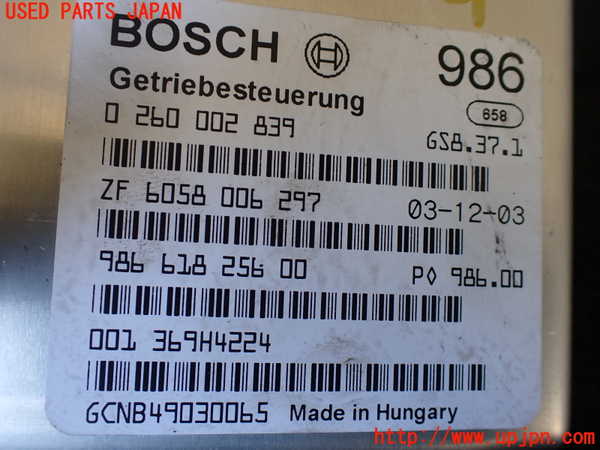 USED PARTS JAPAN
BOSCH 986
Getriebesteuerung 658
0 260 002 839 GS8.37.1
ZF 6058 006 297 03-12-03
986 618 256 00 P◊ 986.00
001 369H4224
GCNB49030065 Made in Hungary
http://www.upjpn.com/